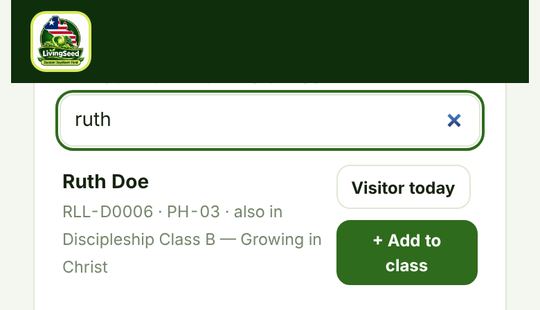 LivingSeed
ruth
Ruth Doe
Visitor today
RLL-D0006 · PH-03 · also in
Discipleship Class B — Growing in
Christ
+ Add to
class